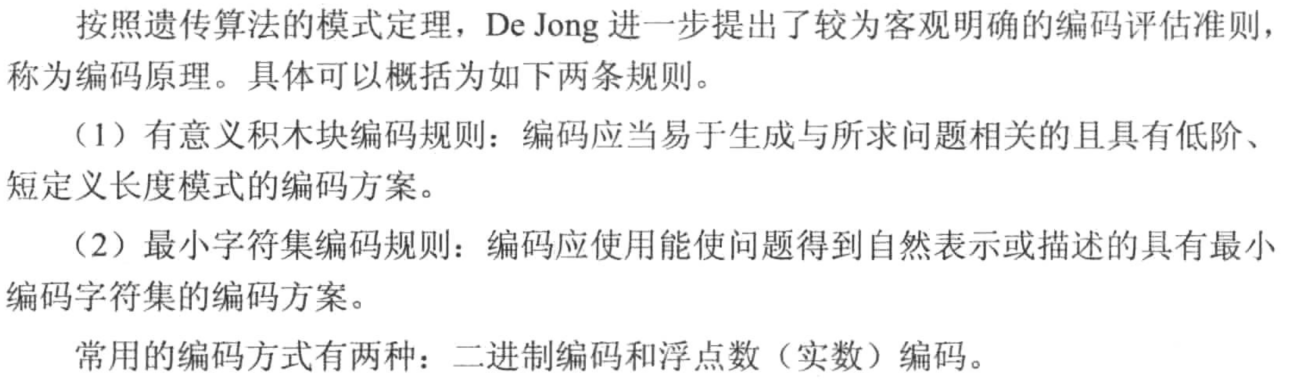 按照遗传算法的模式定理，De Jong 进一步提出了较为客观明确的编码评估准则，
称为编码原理。具体可以概括为如下两条规则。
（1）有意义积木块编码规则：编码应当易于生成与所求问题相关的且具有低阶、
短定义长度模式的编码方案。
（2）最小字符集编码规则：编码应使用能使问题得到自然表示或描述的具有最小
编码字符集的编码方案。
常用的编码方式有两种：二进制编码和浮点数（实数）编码。